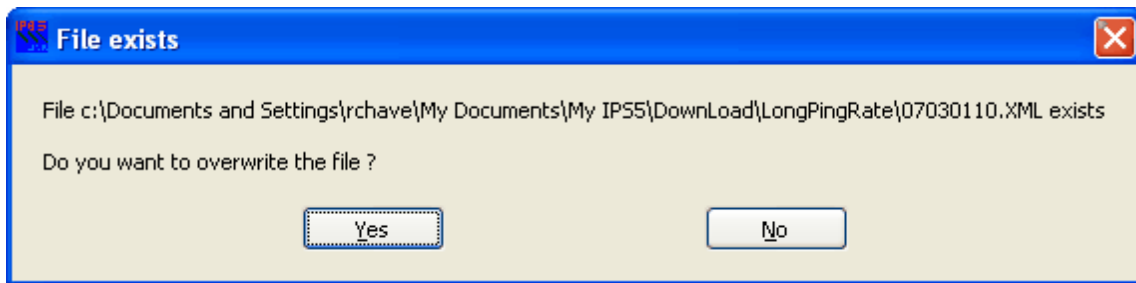 IPS5
File exists
File c:\Documents and Settings\rchave\My Documents\My IPS5\DownLoad\LongPingRate\07030110.XML exists
Do you want to overwrite the file ?
Yes
No